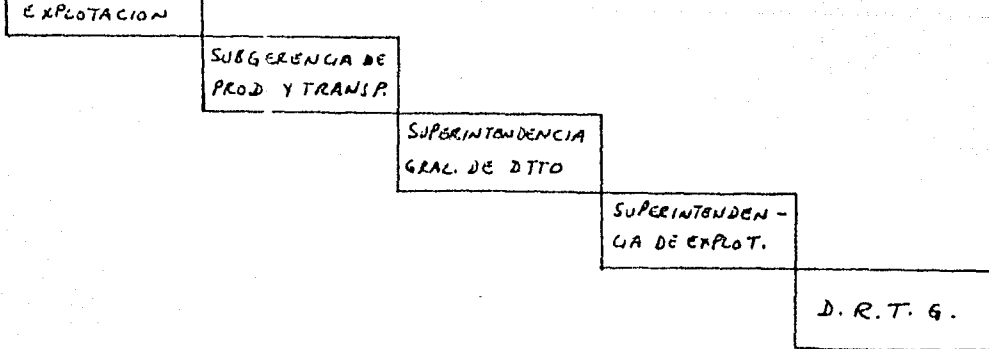 EXPLOTACION
SUBGERENCIA DE
PROD Y TRANSP.
SUPERINTENDENCIA
GRAL. DE DTTO
SUPERINTENDEN-
CIA DE EXPLOT.
D. R. T. G.